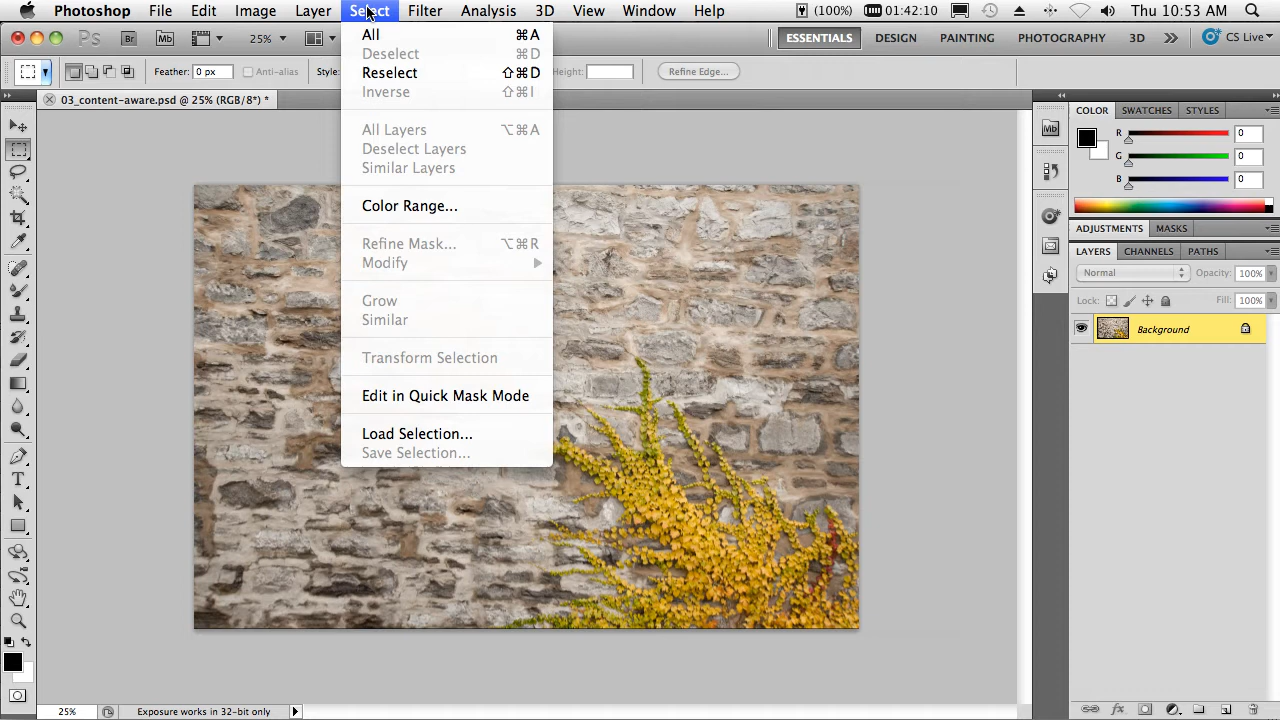 Photoshop File Edit Image Layer Select Filter Analysis 3D View Window Help (100%) 01:42:10 Thu 10:53 AM
Br Mb 25% ESSENTIALS DESIGN PAINTING PHOTOGRAPHY 3D CS Live
Feather: 0 px Anti-alias Style: Height: Refine Edge...
03_content-aware.psd @ 25% (RGB/8*) *
All ⌘A
Deselect ⌘D
Reselect ⇧⌘D
Inverse ⇧⌘I
All Layers ⌥⌘A
Deselect Layers
Similar Layers
Color Range...
Refine Mask... ⌥⌘R
Modify
Grow
Similar
Transform Selection
Edit in Quick Mask Mode
Load Selection...
Save Selection...
Mb
COLOR SWATCHES STYLES
R 0
G 0
B 0
ADJUSTMENTS MASKS
LAYERS CHANNELS PATHS
Normal Opacity: 100%
Lock: Fill: 100%
Background
T
25% Exposure works in 32-bit only
fx